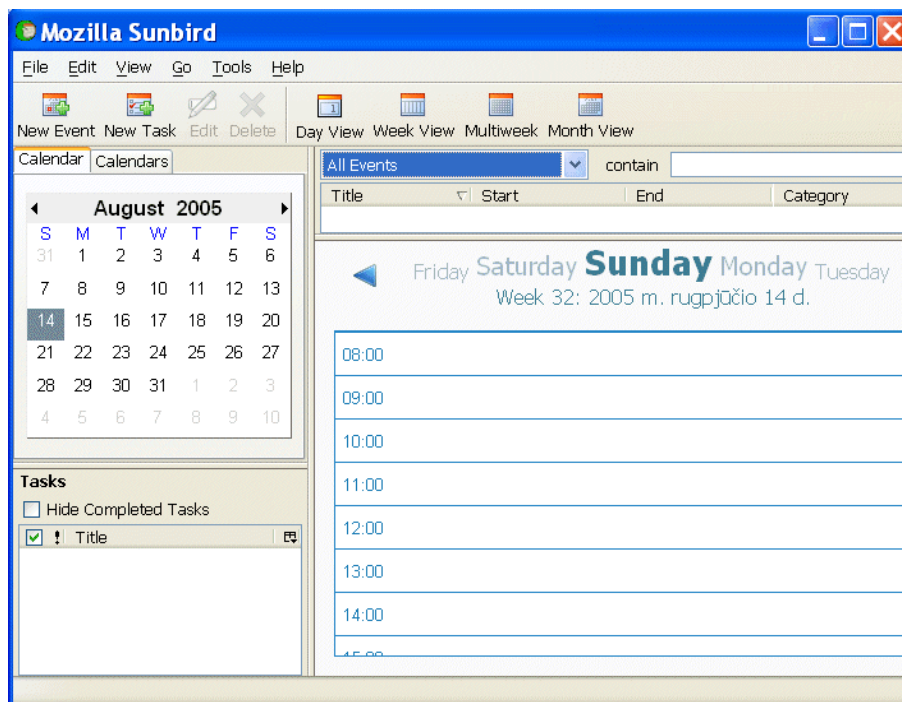 Mozilla Sunbird
File Edit View Go Tools Help
New Event New Task Edit Delete Day View Week View Multiweek Month View
Calendar Calendars
All Events contain
Title Start End Category
August 2005
S M T W T F S
31 1 2 3 4 5 6
7 8 9 10 11 12 13
14 15 16 17 18 19 20
21 22 23 24 25 26 27
28 29 30 31 1 2 3
4 5 6 7 8 9 10
Friday Saturday Sunday Monday Tuesday
Week 32: 2005 m. rugpjūčio 14 d.
08:00
09:00
10:00
11:00
12:00
13:00
14:00
15:00
Tasks
Hide Completed Tasks
! Title